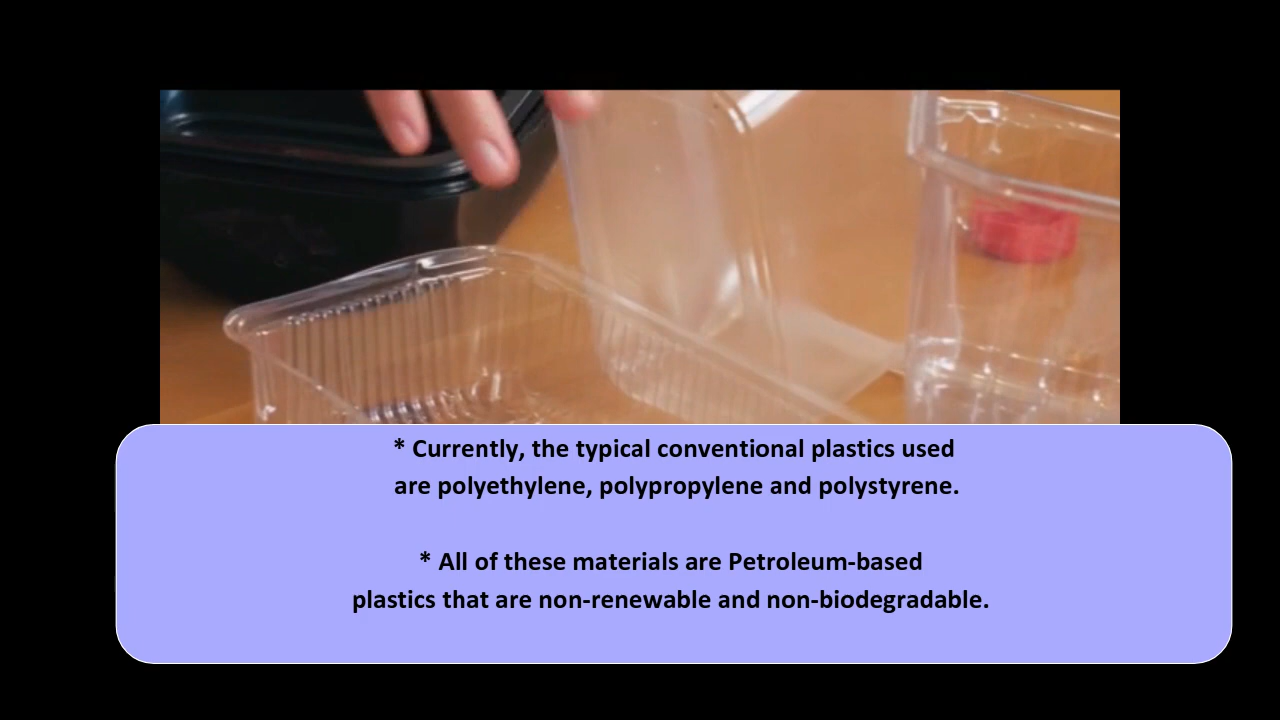 * Currently, the typical conventional plastics used
are polyethylene, polypropylene and polystyrene.
* All of these materials are Petroleum-based
plastics that are non-renewable and non-biodegradable.